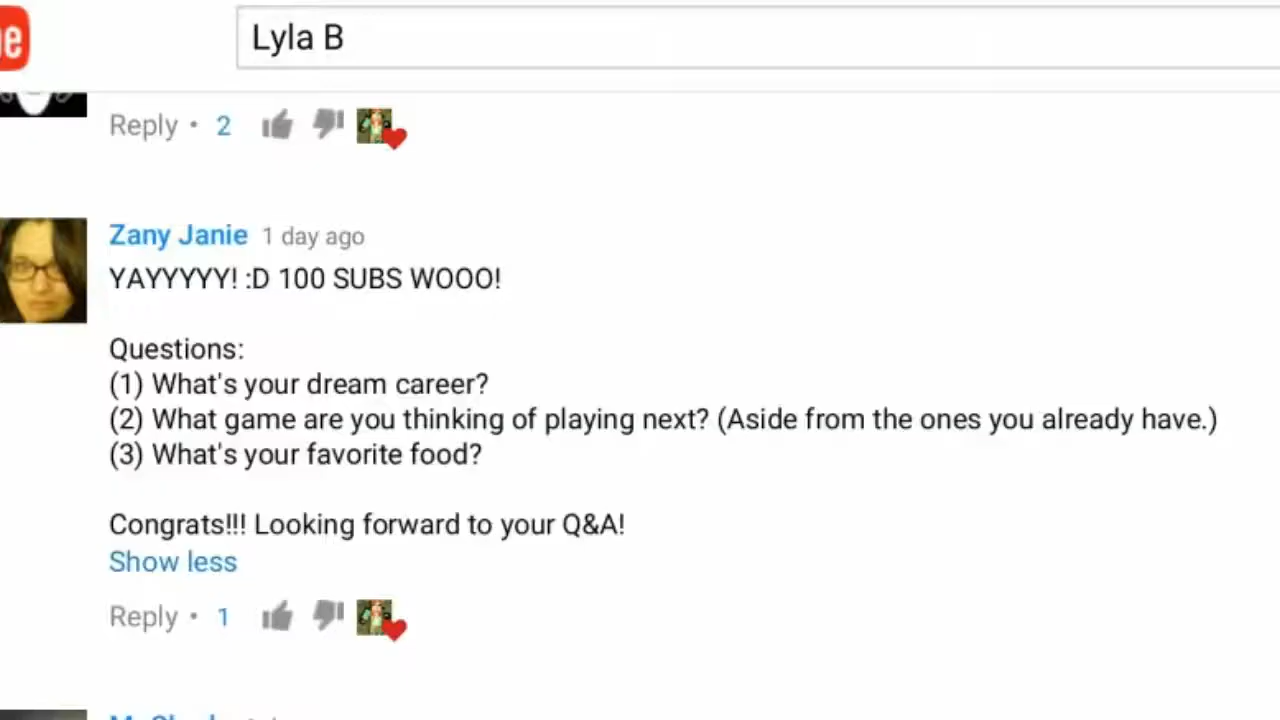 Lyla B
Reply • 2
Zany Janie 1 day ago
YAYYYYY! :D 100 SUBS WOOO!
Questions:
(1) What's your dream career?
(2) What game are you thinking of playing next? (Aside from the ones you already have.)
(3) What's your favorite food?
Congrats!!! Looking forward to your Q&A!
Show less
Reply • 1